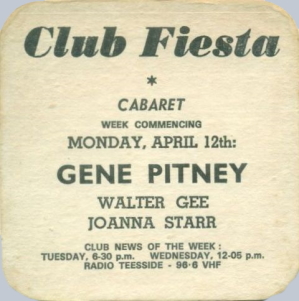 Club Fiesta
*
CABARET
WEEK COMMENCING
MONDAY, APRIL 12th:
GENE PITNEY
WALTER GEE
JOANNA STARR
CLUB NEWS OF THE WEEK :
TUESDAY, 6-30 p.m. WEDNESDAY, 12-05 p.m.
RADIO TEESSIDE - 96·6 VHF